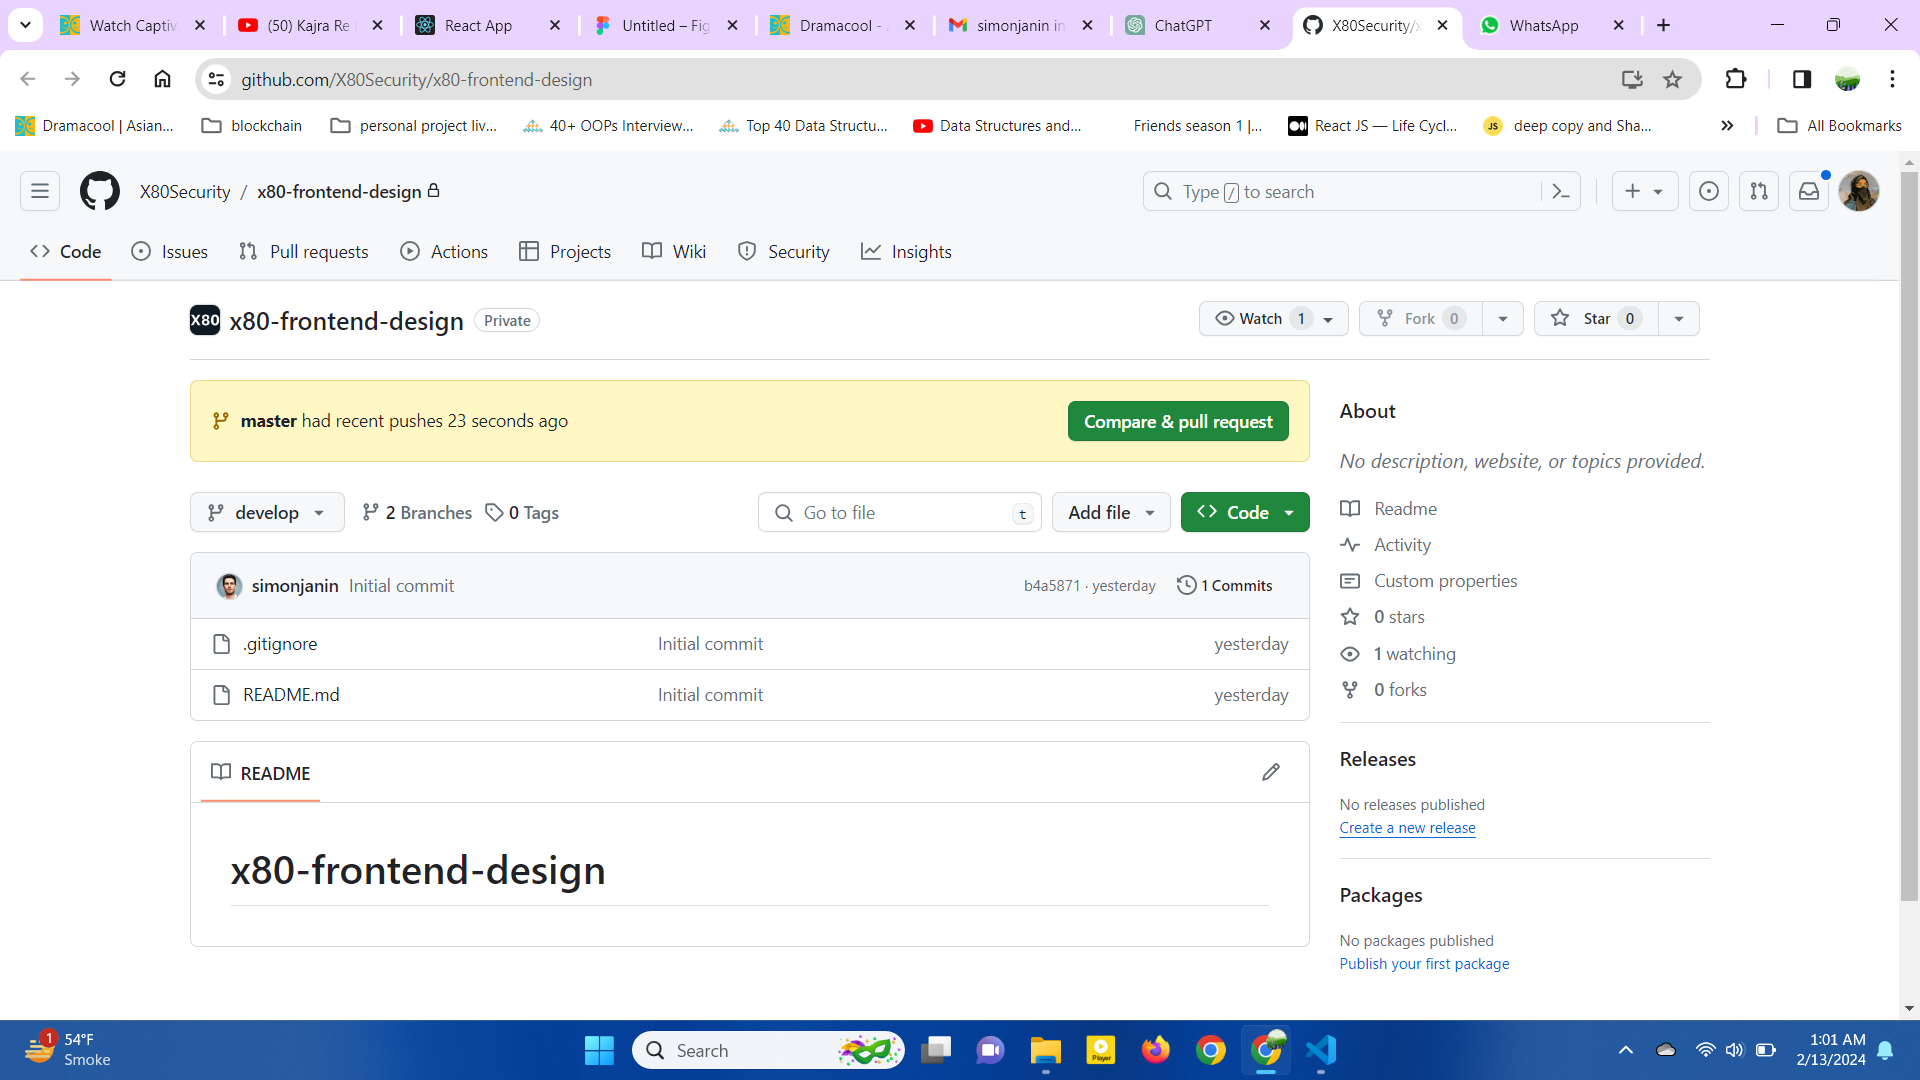 Watch Captiv
(50) Kajra Re
React App
Untitled – Fig
Dramacool - A
simonjanin in
ChatGPT
X80Security/x
WhatsApp
github.com/X80Security/x80-frontend-design
Dramacool | Asian...
blockchain
personal project liv...
40+ OOPs Interview...
Top 40 Data Structu...
Data Structures and...
Friends season 1 |...
React JS — Life Cycl...
JS
deep copy and Sha...
All Bookmarks
X80Security / x80-frontend-design
Type / to search
Code
Issues
Pull requests
Actions
Projects
Wiki
Security
Insights
X80
x80-frontend-design
Private
Watch 1
Fork 0
Star 0
master had recent pushes 23 seconds ago
Compare & pull request
develop
2 Branches
0 Tags
Go to file
t
Add file
Code
simonjanin Initial commit
b4a5871 · yesterday
1 Commits
.gitignore Initial commit yesterday
README.md Initial commit yesterday
README
x80-frontend-design
About
No description, website, or topics provided.
Readme
Activity
Custom properties
0 stars
1 watching
0 forks
Releases
No releases published
Create a new release
Packages
No packages published
Publish your first package
1
54°F
Smoke
Search
Player
1:01 AM
2/13/2024